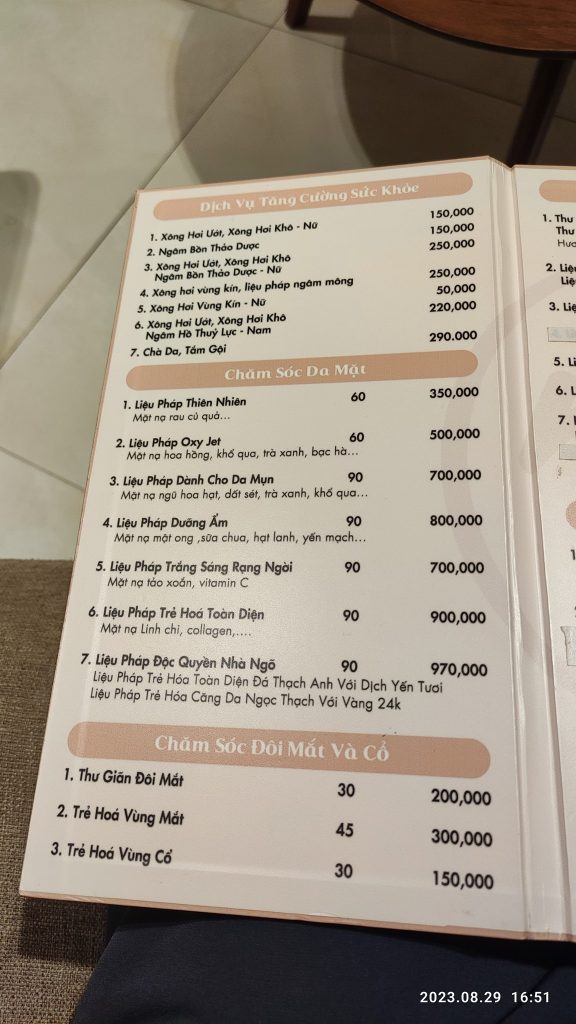 Dịch Vụ Tăng Cường Sức Khỏe
1. Xông Hơi Ướt, Xông Hơi Khô - Nữ 150,000
2. Ngâm Bồn Thảo Dược 150,000
3. Xông Hơi Ướt, Xông Hơi Khô 250,000
Ngâm Bồn Thảo Dược - Nữ
4. Xông hơi vùng kín, liệu pháp ngâm mông 250,000
5. Xông Hơi Vùng Kín - Nữ 50,000
6. Xông Hơi Ướt, Xông Hơi Khô 220,000
Ngâm Hồ Thuỷ Lực - Nam
7. Chà Da, Tắm Gội 290.000
Chăm Sóc Da Mặt
1. Liệu Pháp Thiên Nhiên 60 350,000
Mặt nạ rau củ quả...
2. Liệu Pháp Oxy Jet 60 500,000
Mặt nạ hoa hồng, khổ qua, trà xanh, bạc hà...
3. Liệu Pháp Dành Cho Da Mụn 90 700,000
Mặt nạ ngũ hoa hạt, đất sét, trà xanh, khổ qua...
4. Liệu Pháp Dưỡng Ẩm 90 800,000
Mặt nạ mật ong ,sữa chua, hạt lanh, yến mạch...
5. Liệu Pháp Trắng Sáng Rạng Ngời 90 700,000
Mặt nạ tảo xoắn, vitamin C
6. Liệu Pháp Trẻ Hoá Toàn Diện 90 900,000
Mặt nạ Linh chi, collagen,....
7. Liệu Pháp Độc Quyền Nhà Ngõ 90 970,000
Liệu Pháp Trẻ Hóa Toàn Diện Đá Thạch Anh Với Dịch Yến Tươi
Liệu Pháp Trẻ Hóa Căng Da Ngọc Thạch Với Vàng 24k
Chăm Sóc Đôi Mắt Và Cổ
1. Thư Giãn Đôi Mắt 30 200,000
2. Trẻ Hoá Vùng Mắt 45 300,000
3. Trẻ Hoá Vùng Cổ 30 150,000
1. Thư
Thư
2. Liệu
Liệ
3. Liệ
5. Li
6. L
7. L
2023.08.29 16:51